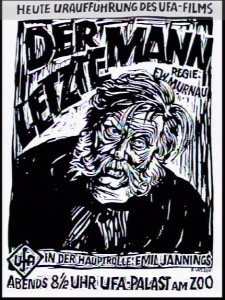 HEUTE URAUFFÜHRUNG DES UFA-FILMS
DER
LETZTE MANN
REGIE:
F.W. MURNAU
Ufa
IN DER HAUPTROLLE: EMIL JANNINGS
ABENDS 8½ UHR UFA-PALAST AM ZOO